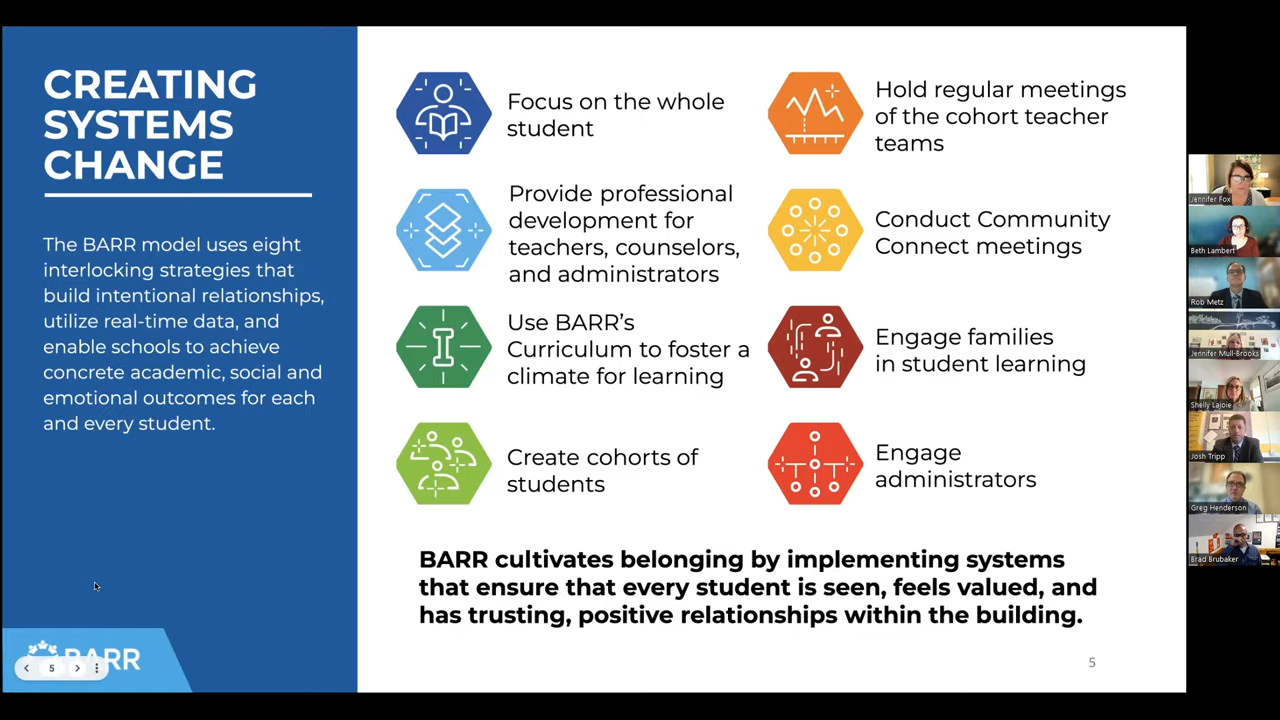 CREATING
SYSTEMS
CHANGE
The BARR model uses eight
interlocking strategies that
build intentional relationships,
utilize real-time data, and
enable schools to achieve
concrete academic, social and
emotional outcomes for each
and every student.
Focus on the whole
student
Provide professional
development for
teachers, counselors,
and administrators
Use BARR’s
Curriculum to foster a
climate for learning
Create cohorts of
students
Hold regular meetings
of the cohort teacher
teams
Conduct Community
Connect meetings
Engage families
in student learning
Engage
administrators
BARR cultivates belonging by implementing systems
that ensure that every student is seen, feels valued, and
has trusting, positive relationships within the building.
5
BARR
5
Jennifer Fox
Beth Lambert
Rob Metz
Jennifer Mull-Brooks
Shelly Lajoie
Josh Tripp
Greg Henderson
Brad Brubaker